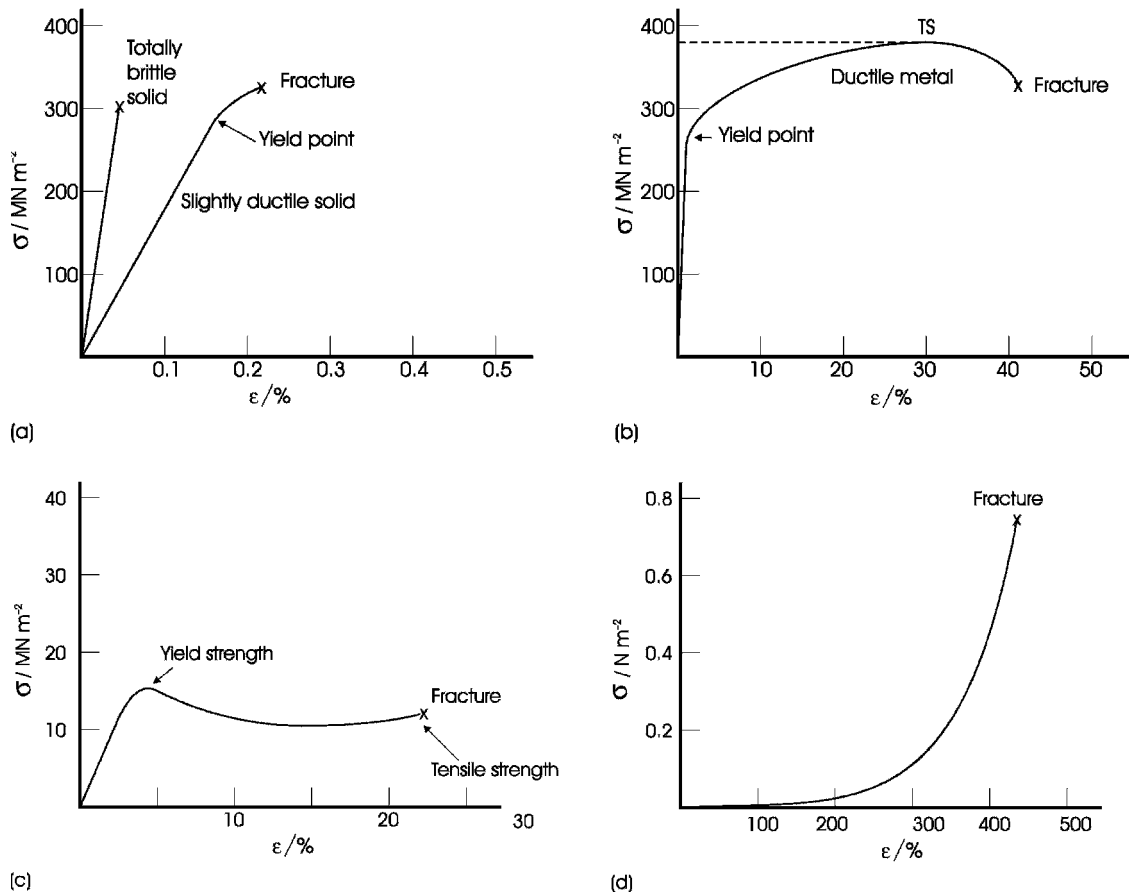 400
300
200
100
σ / MN m⁻²
Totally
brittle
solid
Fracture
Yield point
Slightly ductile solid
0.1 0.2 0.3 0.4 0.5
ε/%
(a)
400
300
200
100
σ / MN m⁻²
TS
Ductile metal
Fracture
Yield point
10 20 30 40 50
ε/%
(b)
40
30
20
10
σ / MN m⁻²
Yield strength
Fracture
Tensile strength
10 20 30
ε/%
(c)
0.8
0.6
0.4
0.2
σ / N m⁻²
Fracture
100 200 300 400 500
ε/%
(d)